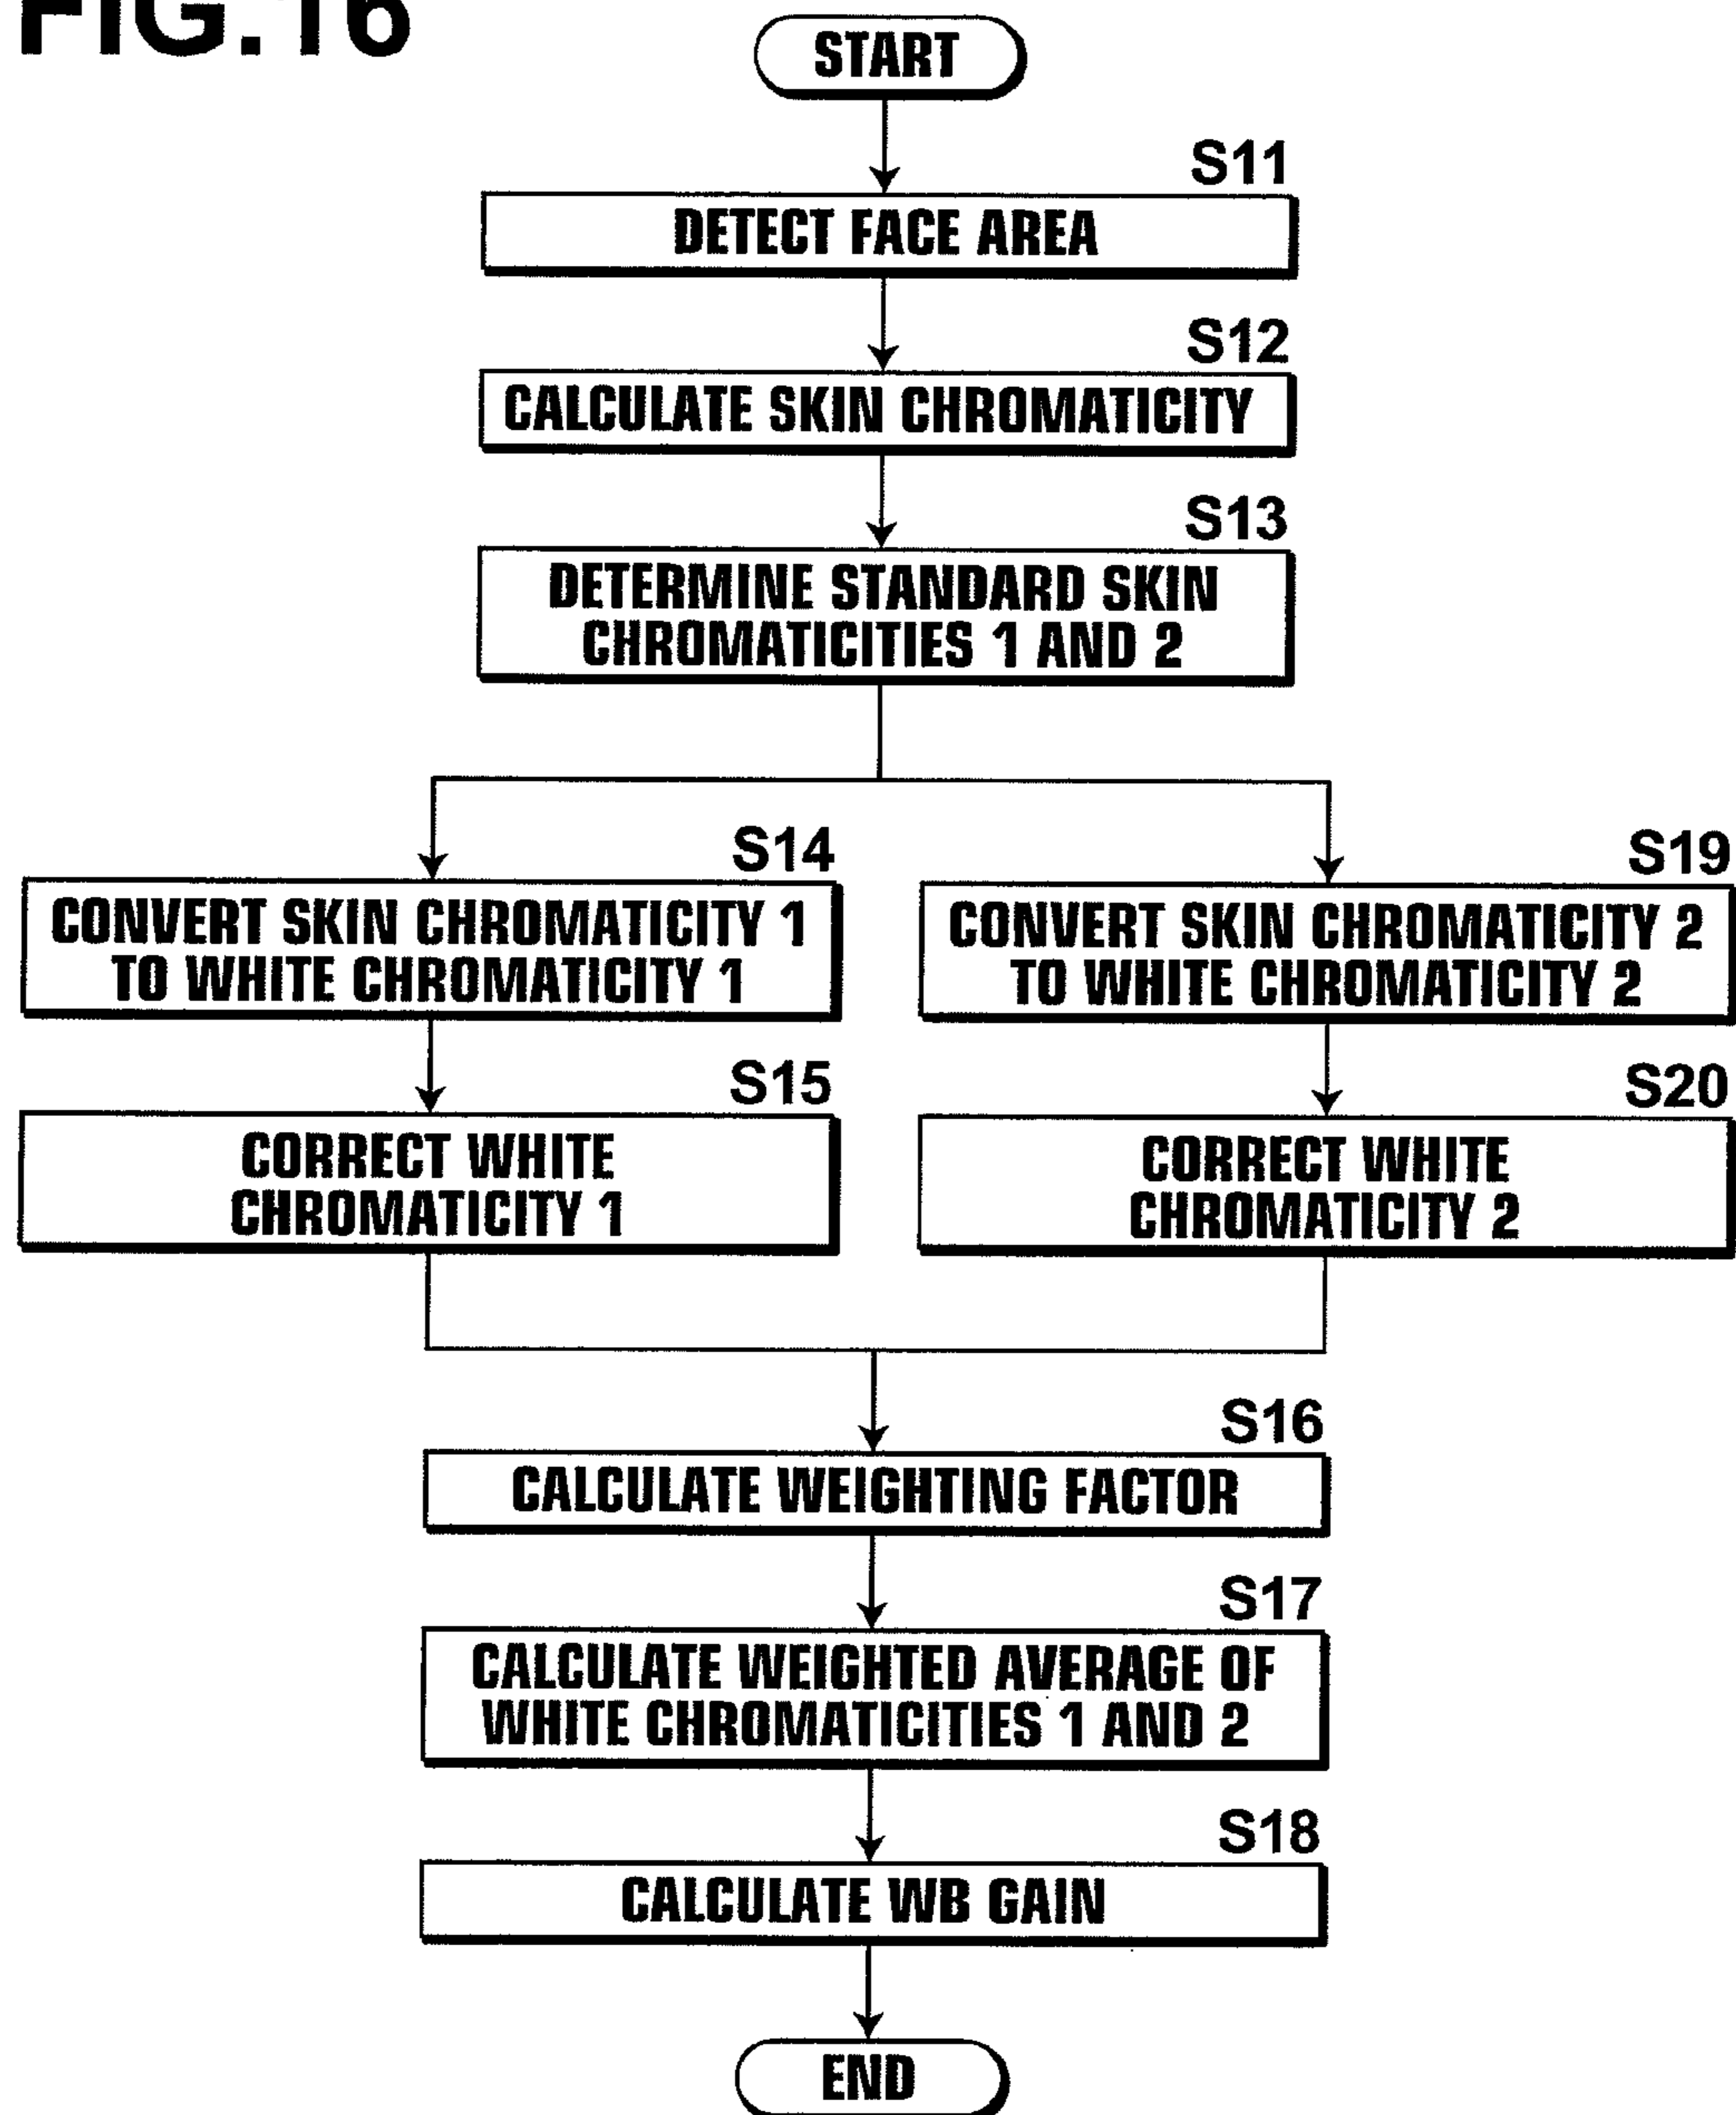 FIG.16
START
S11
DETECT FACE AREA
S12
CALCULATE SKIN CHROMATICITY
S13
DETERMINE STANDARD SKIN
CHROMATICITIES 1 AND 2
S14
CONVERT SKIN CHROMATICITY 1
TO WHITE CHROMATICITY 1
S19
CONVERT SKIN CHROMATICITY 2
TO WHITE CHROMATICITY 2
S15
CORRECT WHITE
CHROMATICITY 1
S20
CORRECT WHITE
CHROMATICITY 2
S16
CALCULATE WEIGHTING FACTOR
S17
CALCULATE WEIGHTED AVERAGE OF
WHITE CHROMATICITIES 1 AND 2
S18
CALCULATE WB GAIN
END